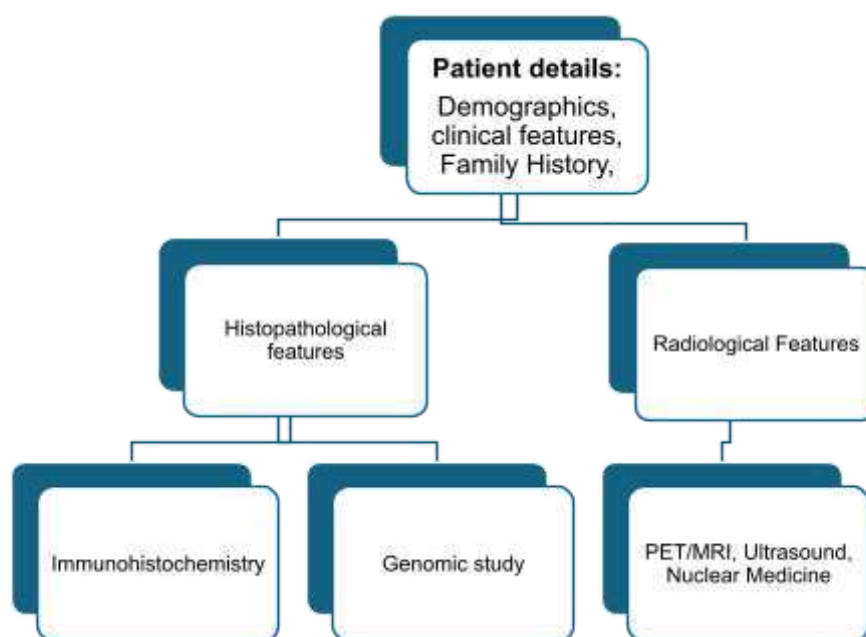 Patient details:
Demographics,
clinical features,
Family History,
Histopathological
features
Radiological Features
Immunohistochemistry
Genomic study
PET/MRI, Ultrasound,
Nuclear Medicine